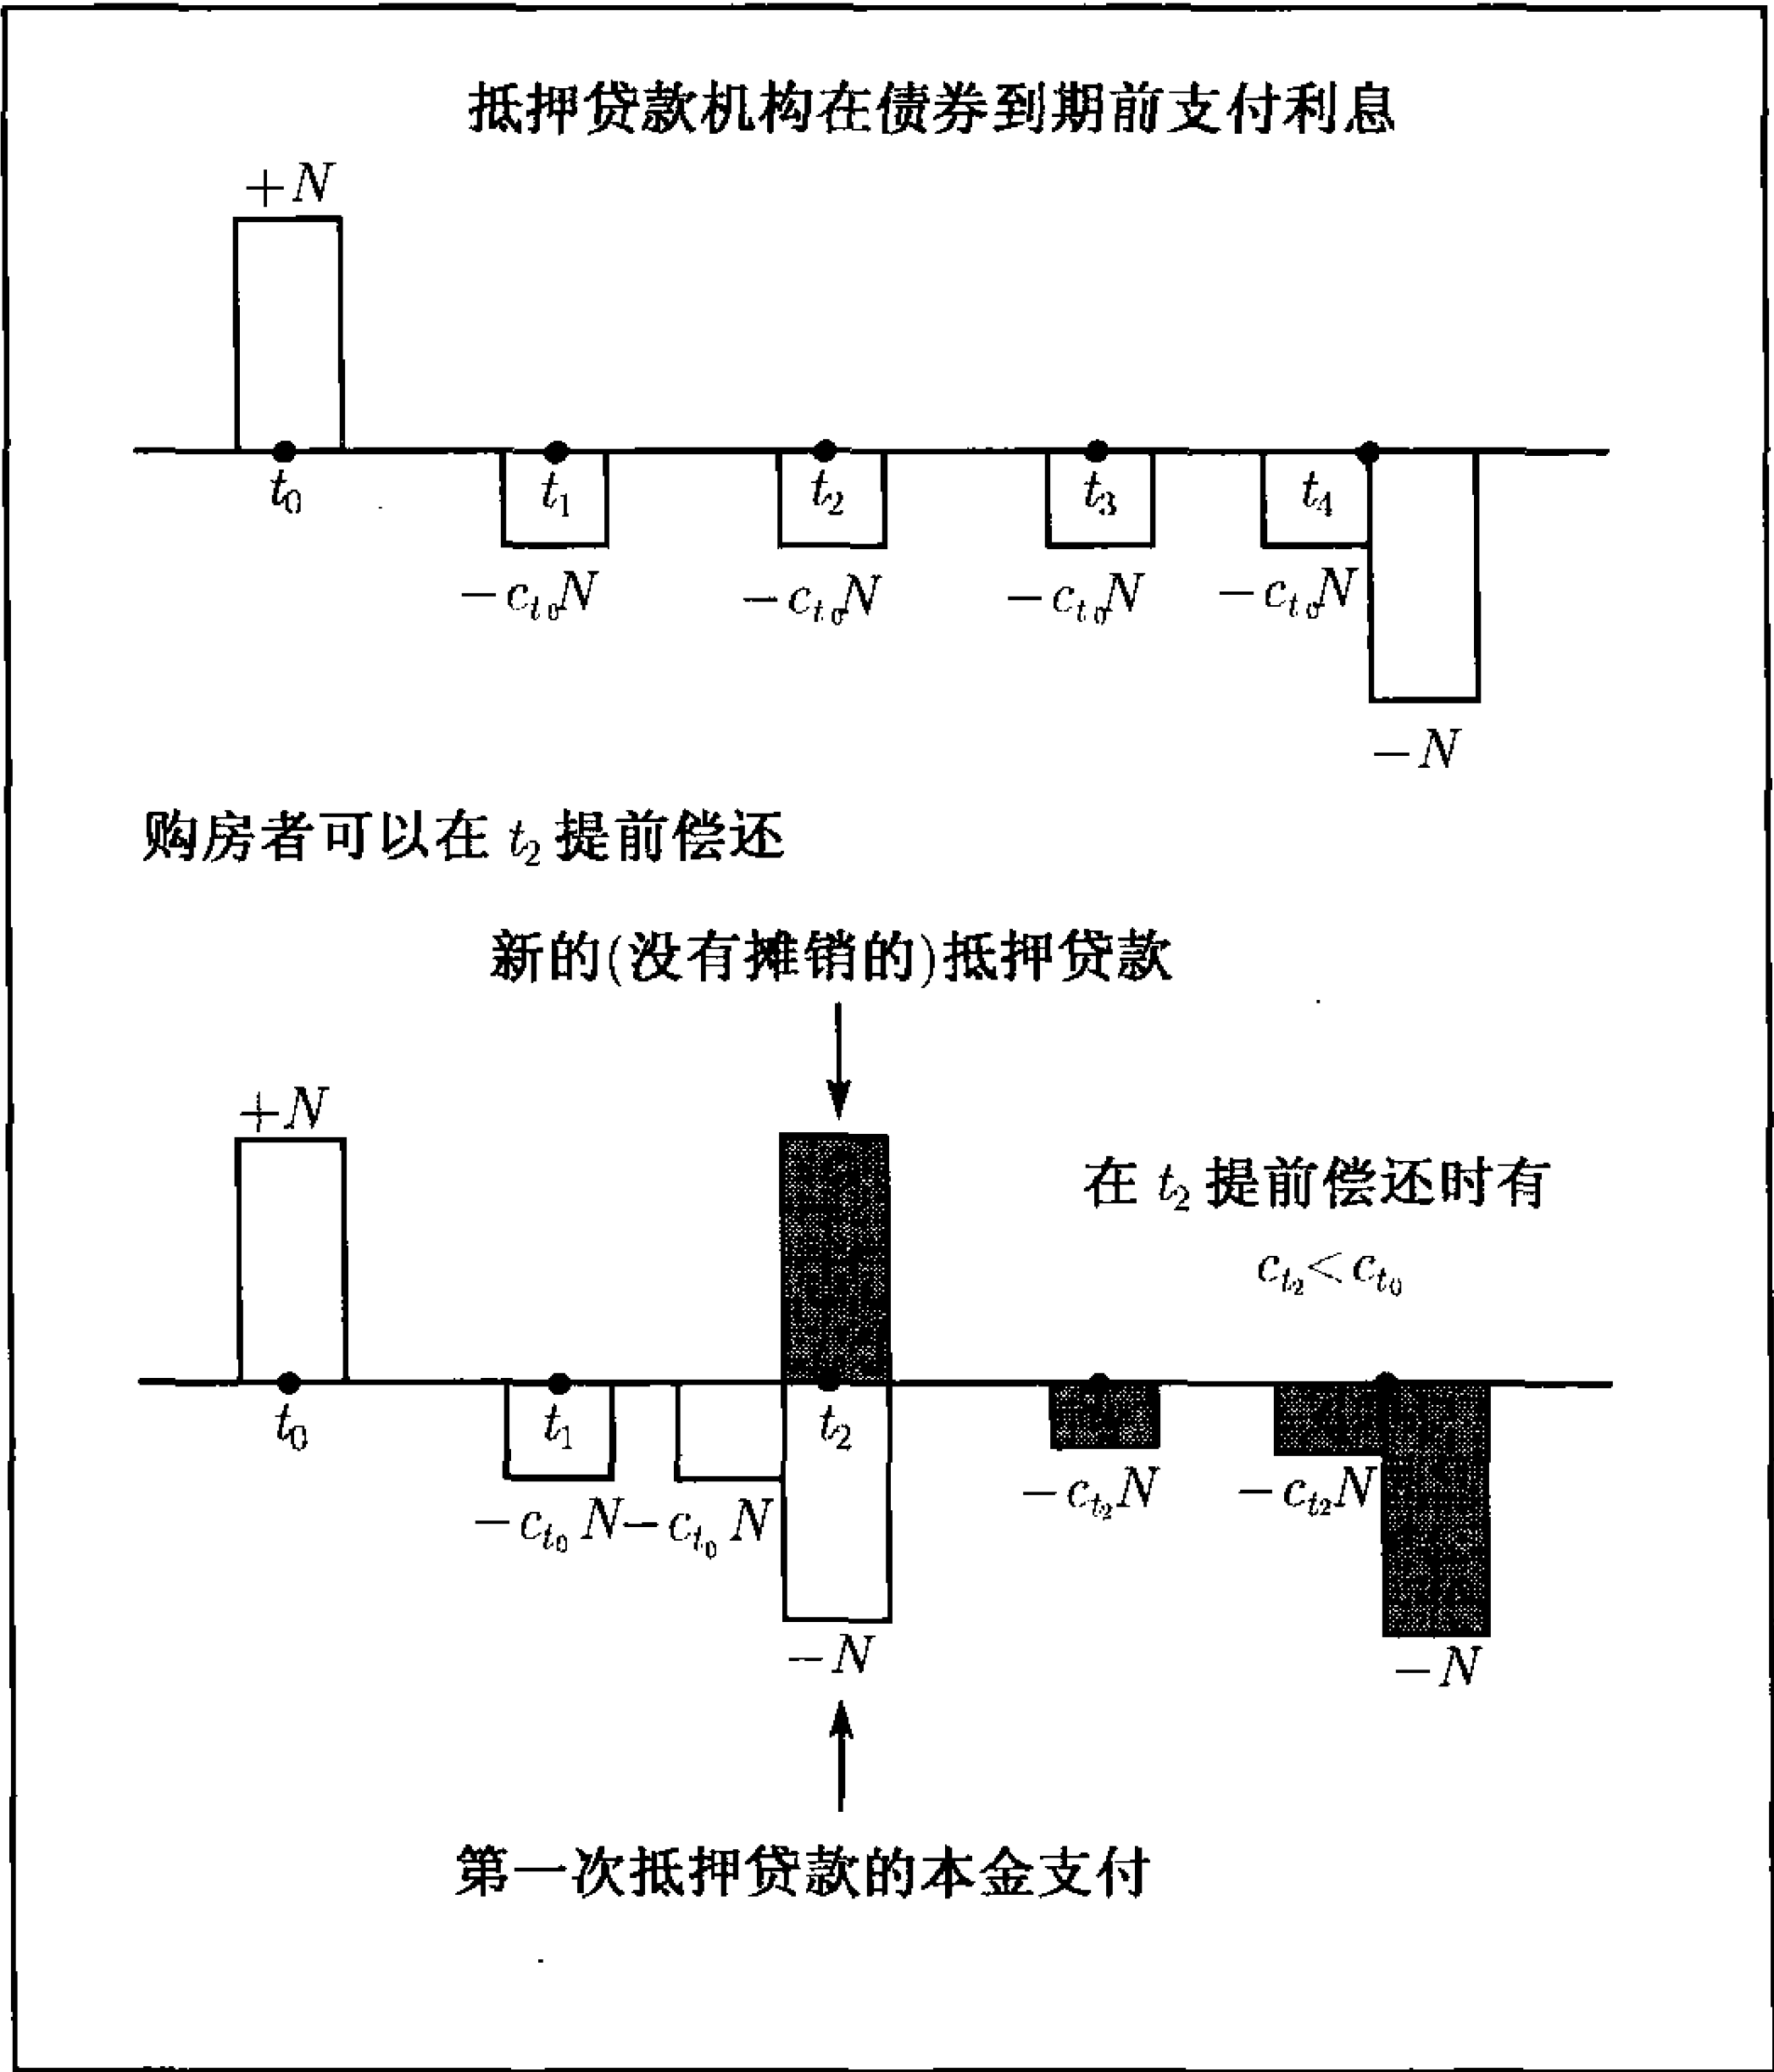 抵押贷款机构在债券到期前支付利息
+N
t₀ t₁ t₂ t₃ t₄
−cₜ₀N −cₜ₀N −cₜ₀N −cₜ₀N
−N
购房者可以在 t₂ 提前偿还
新的(没有摊销的)抵押贷款
+N
在 t₂ 提前偿还时有
cₜ₂<cₜ₀
t₀ t₁ t₂
−cₜ₀N −cₜ₀N −cₜ₂N −cₜ₂N
−N −N
第一次抵押贷款的本金支付